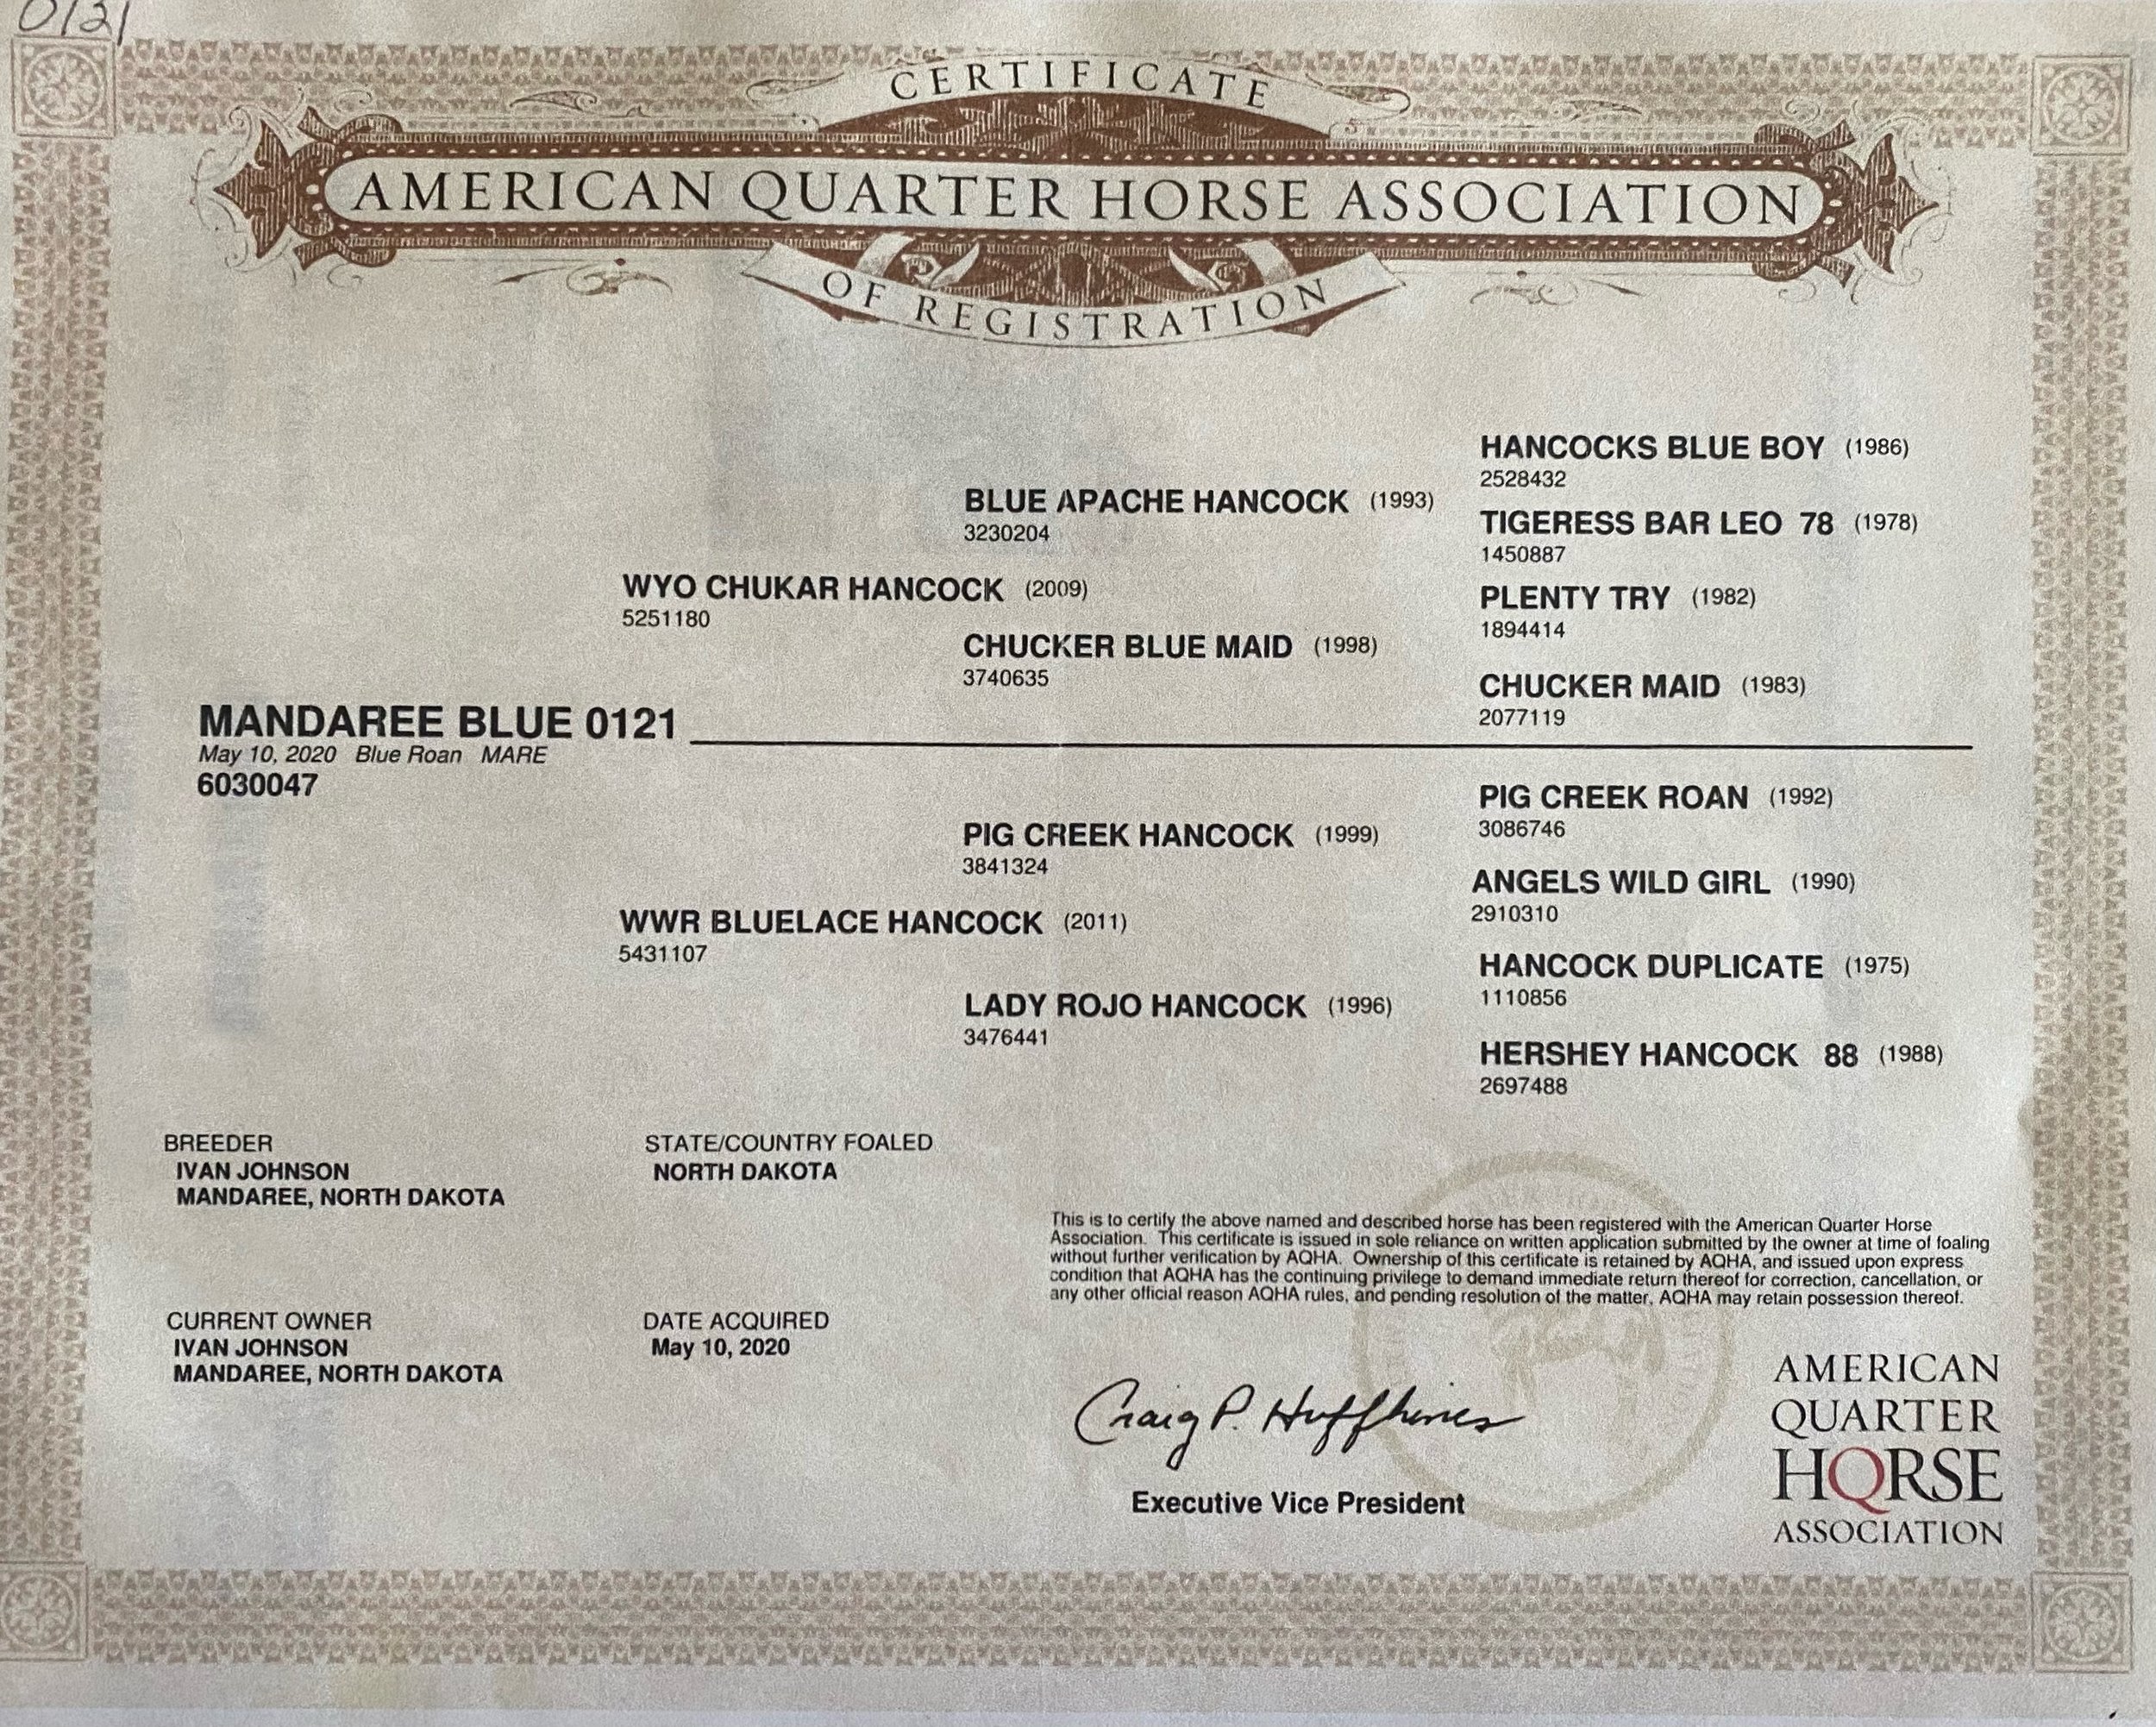 0121
CERTIFICATE
AMERICAN QUARTER HORSE ASSOCIATION
OF REGISTRATION
HANCOCKS BLUE BOY (1986)
2528432
BLUE APACHE HANCOCK (1993)
3230204
TIGERESS BAR LEO 78 (1978)
1450887
WYO CHUKAR HANCOCK (2009)
5251180
PLENTY TRY (1982)
1894414
CHUCKER BLUE MAID (1998)
3740635
CHUCKER MAID (1983)
2077119
MANDAREE BLUE 0121
May 10, 2020 Blue Roan MARE
6030047
PIG CREEK ROAN (1992)
3086746
PIG CREEK HANCOCK (1999)
3841324
ANGELS WILD GIRL (1990)
2910310
WWR BLUELACE HANCOCK (2011)
5431107
HANCOCK DUPLICATE (1975)
1110856
LADY ROJO HANCOCK (1996)
3476441
HERSHEY HANCOCK 88 (1988)
2697488
BREEDER
IVAN JOHNSON
MANDAREE, NORTH DAKOTA
STATE/COUNTRY FOALED
NORTH DAKOTA
This is to certify the above named and described horse has been registered with the American Quarter Horse
Association. This certificate is issued in sole reliance on written application submitted by the owner at time of foaling
without further verification by AQHA. Ownership of this certificate is retained by AQHA, and issued upon express
condition that AQHA has the continuing privilege to demand immediate return thereof for correction, cancellation, or
any other official reason AQHA rules, and pending resolution of the matter, AQHA may retain possession thereof.
CURRENT OWNER
IVAN JOHNSON
MANDAREE, NORTH DAKOTA
DATE ACQUIRED
May 10, 2020
Craig P. Huffhines
Executive Vice President
AMERICAN
QUARTER
HORSE
ASSOCIATION